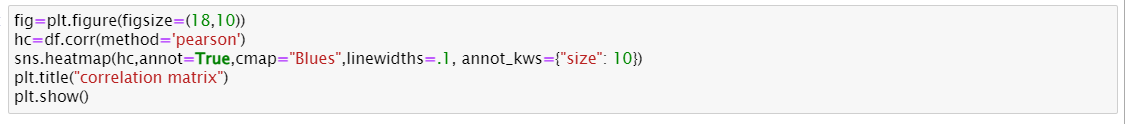 fig=plt.figure(figsize=(18,10))
hc=df.corr(method='pearson')
sns.heatmap(hc,annot=True,cmap="Blues",linewidths=.1, annot_kws={"size": 10})
plt.title("correlation matrix")
plt.show()